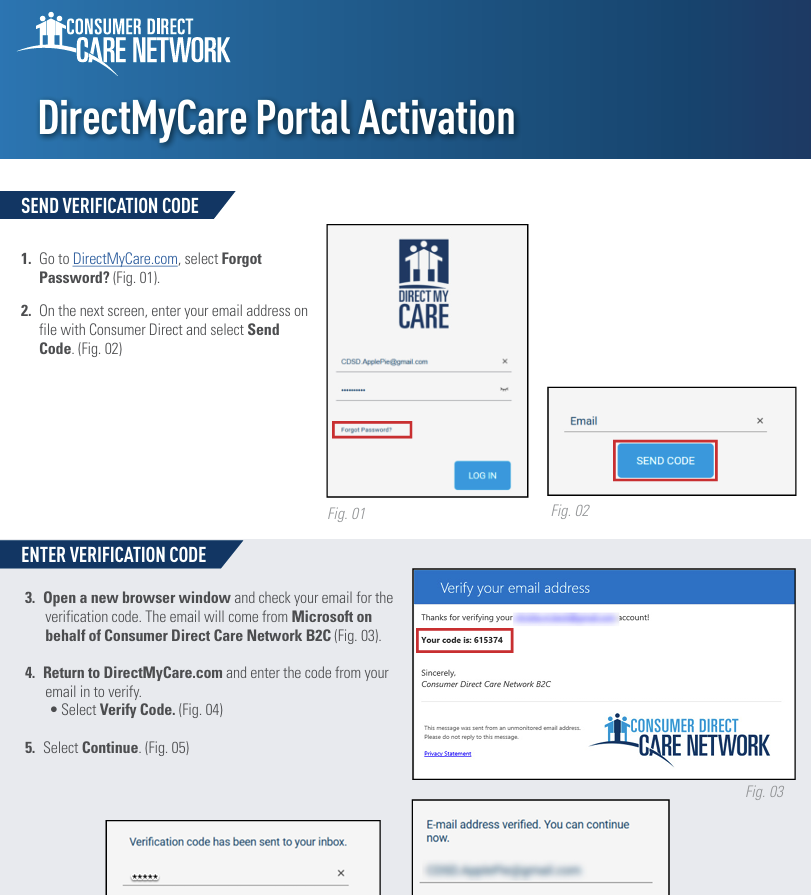 CONSUMER DIRECT
CARE NETWORK
DirectMyCare Portal Activation
SEND VERIFICATION CODE
1. Go to DirectMyCare.com, select Forgot
Password? (Fig. 01).
2. On the next screen, enter your email address on
file with Consumer Direct and select Send
Code. (Fig. 02)
DIRECT MY
CARE
CDSD.ApplePie@gmail.com ×
Forgot Password?
LOG IN
Fig. 01
Email ×
SEND CODE
Fig. 02
ENTER VERIFICATION CODE
3. Open a new browser window and check your email for the
verification code. The email will come from Microsoft on
behalf of Consumer Direct Care Network B2C (Fig. 03).
4. Return to DirectMyCare.com and enter the code from your
email in to verify.
• Select Verify Code. (Fig. 04)
5. Select Continue. (Fig. 05)
Verify your email address
Thanks for verifying your account!
Your code is: 615374
Sincerely,
Consumer Direct Care Network B2C
This message was sent from an unmonitored email address.
Please do not reply to this message.
Privacy Statement
CONSUMER DIRECT
CARE NETWORK
Fig. 03
Verification code has been sent to your inbox.
***** ×
E-mail address verified. You can continue
now.